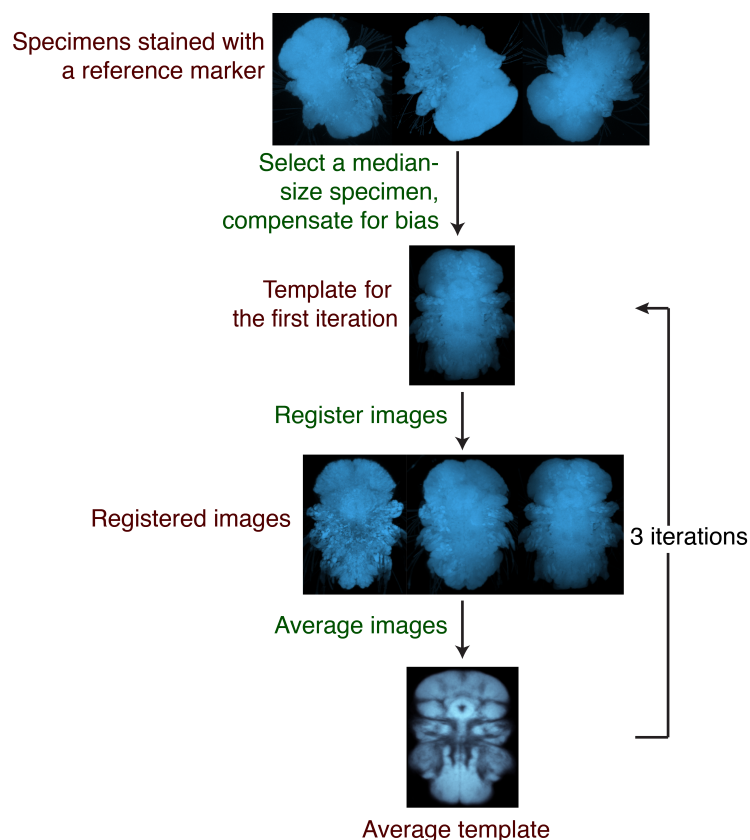 Specimens stained with
a reference marker
Select a median-
size specimen,
compensate for bias
Template for
the first iteration
Register images
Registered images
3 iterations
Average images
Average template